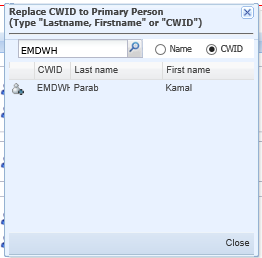 Replace CWID to Primary Person
(Type "Lastname, Firstname" or "CWID")
EMDWH Name CWID
CWID Last name First name
EMDWH Parab Kamal
Close